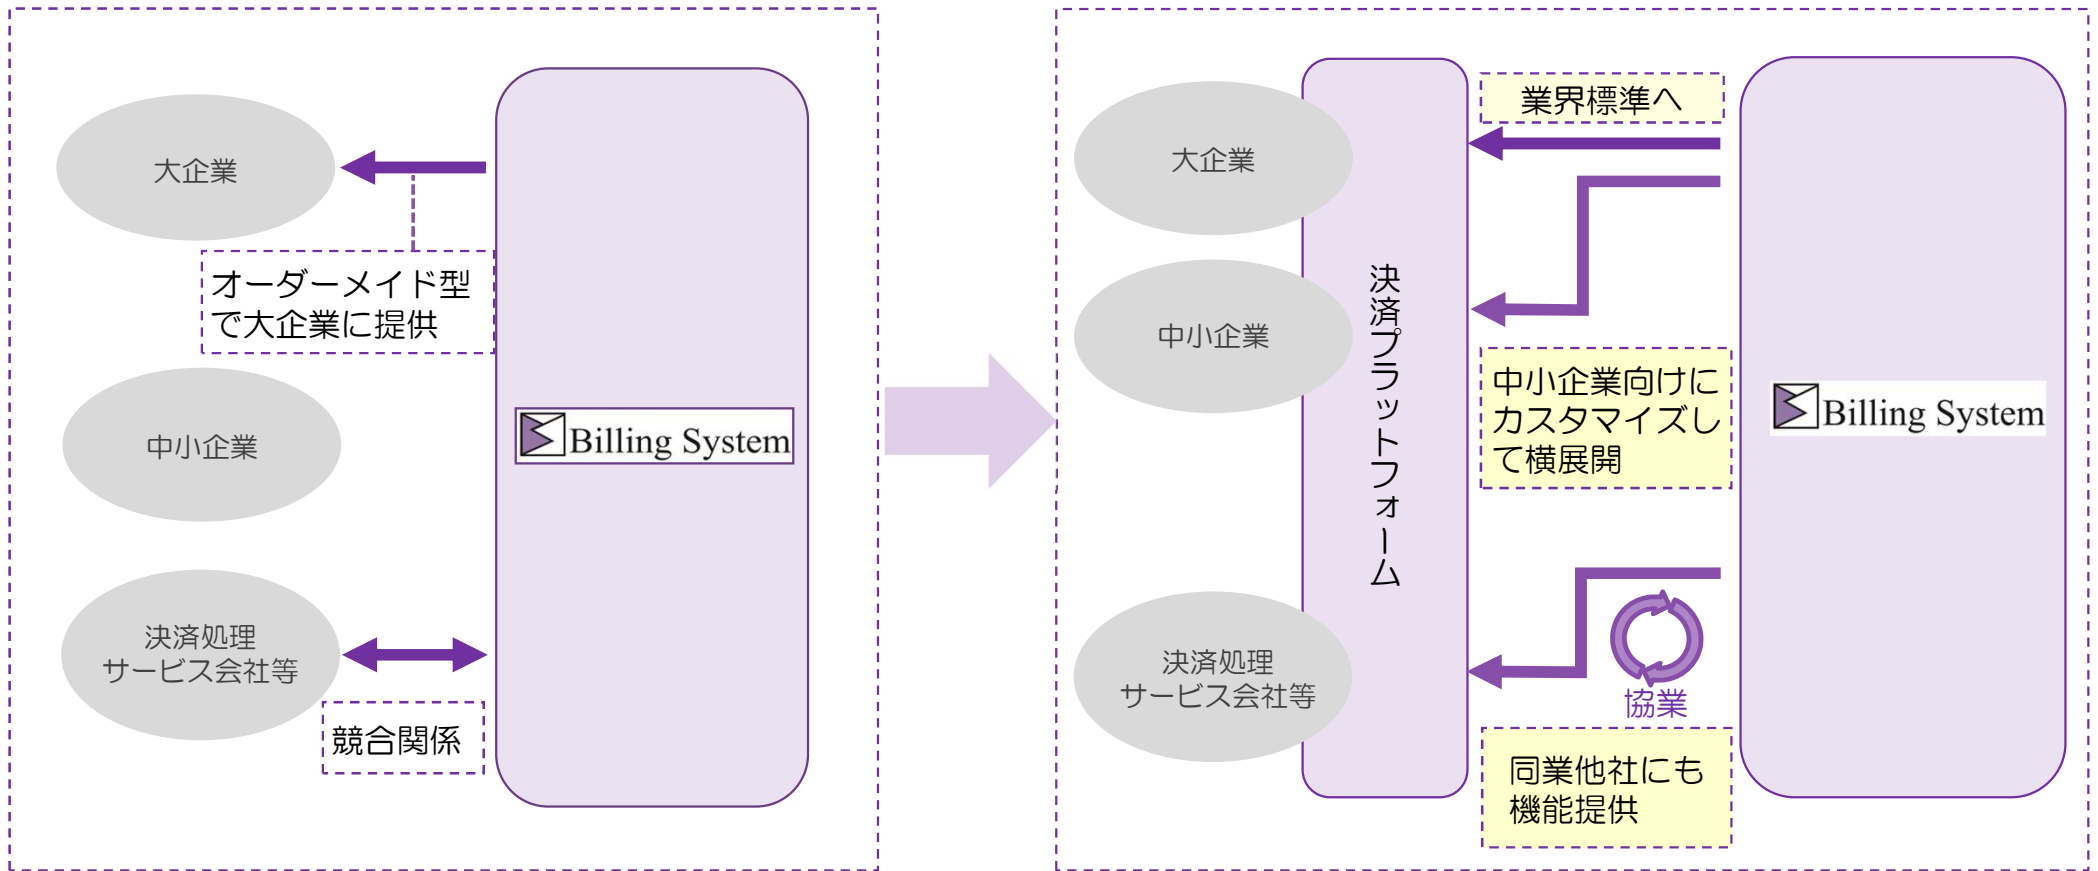 大企業
オーダーメイド型
で大企業に提供
中小企業
Billing System
決済処理
サービス会社等
競合関係
大企業
中小企業
決済処理
サービス会社等
決済プラットフォーム
業界標準へ
中小企業向けに
カスタマイズし
て横展開
協業
同業他社にも
機能提供
Billing System